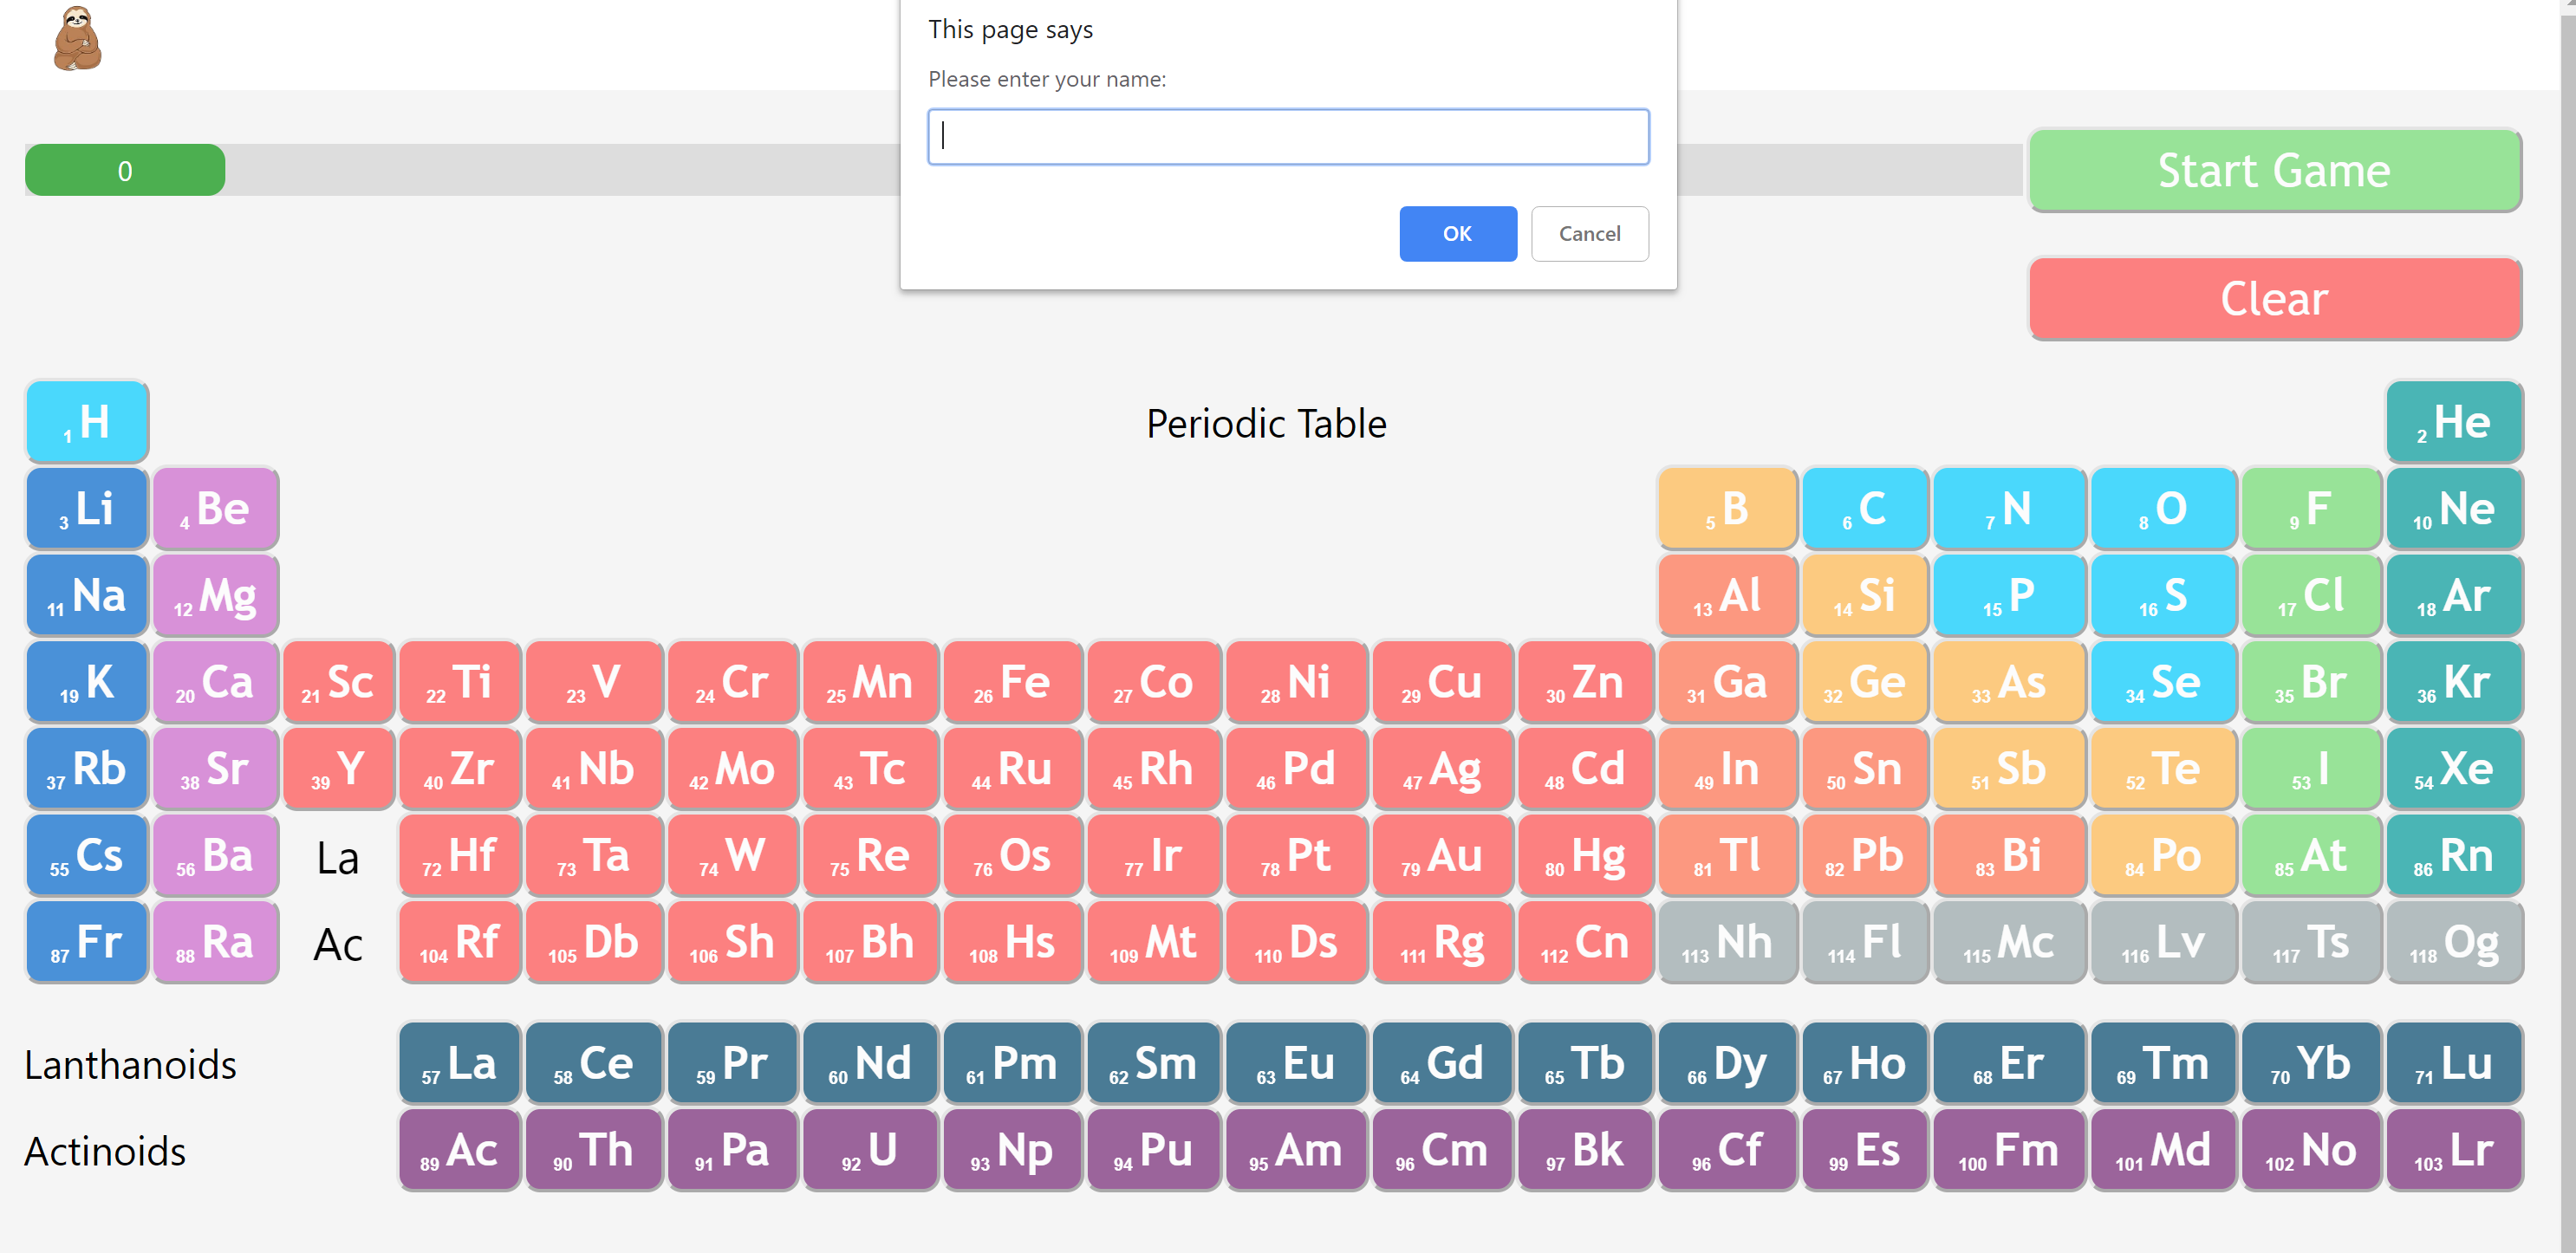 This page says
Please enter your name:
OK Cancel
0
Start Game
Clear
Periodic Table
1 H 2 He
3 Li 4 Be 5 B 6 C 7 N 8 O 9 F 10 Ne
11 Na 12 Mg 13 Al 14 Si 15 P 16 S 17 Cl 18 Ar
19 K 20 Ca 21 Sc 22 Ti 23 V 24 Cr 25 Mn 26 Fe 27 Co 28 Ni 29 Cu 30 Zn 31 Ga 32 Ge 33 As 34 Se 35 Br 36 Kr
37 Rb 38 Sr 39 Y 40 Zr 41 Nb 42 Mo 43 Tc 44 Ru 45 Rh 46 Pd 47 Ag 48 Cd 49 In 50 Sn 51 Sb 52 Te 53 I 54 Xe
55 Cs 56 Ba La 72 Hf 73 Ta 74 W 75 Re 76 Os 77 Ir 78 Pt 79 Au 80 Hg 81 Tl 82 Pb 83 Bi 84 Po 85 At 86 Rn
87 Fr 88 Ra Ac 104 Rf 105 Db 106 Sh 107 Bh 108 Hs 109 Mt 110 Ds 111 Rg 112 Cn 113 Nh 114 Fl 115 Mc 116 Lv 117 Ts 118 Og
Lanthanoids 57 La 58 Ce 59 Pr 60 Nd 61 Pm 62 Sm 63 Eu 64 Gd 65 Tb 66 Dy 67 Ho 68 Er 69 Tm 70 Yb 71 Lu
Actinoids 89 Ac 90 Th 91 Pa 92 U 93 Np 94 Pu 95 Am 96 Cm 97 Bk 96 Cf 99 Es 100 Fm 101 Md 102 No 103 Lr